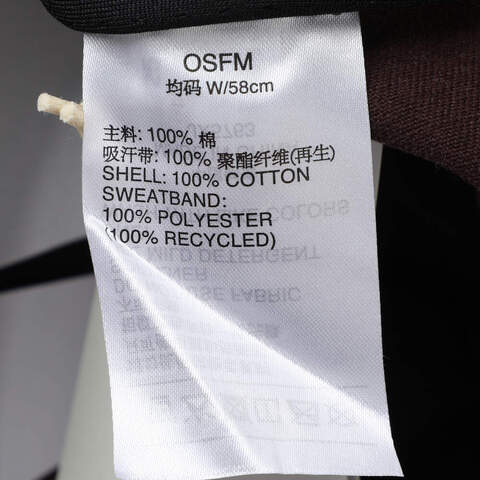 OSFM
均码 W/58cm
主料: 100% 棉
吸汗带: 100% 聚酯纤维(再生)
SHELL: 100% COTTON
SWEATBAND:
100% POLYESTER
(100% RECYCLED)